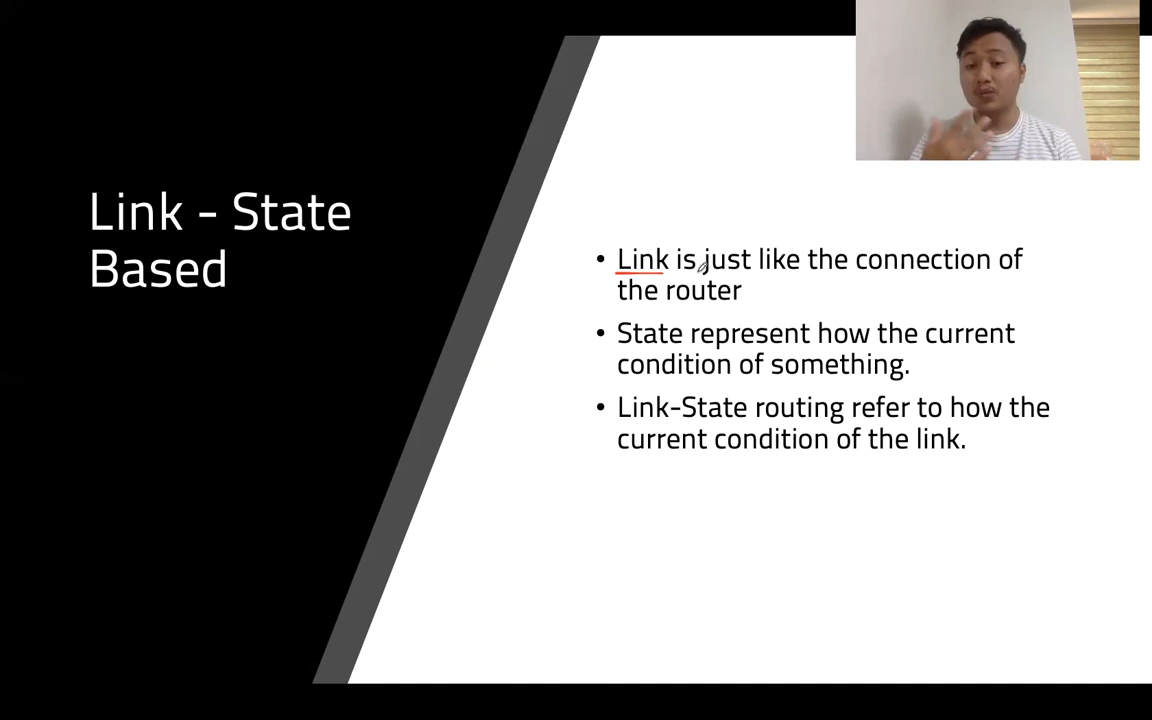 Link - State
Based
• Link is just like the connection of
the router
• State represent how the current
condition of something.
• Link-State routing refer to how the
current condition of the link.